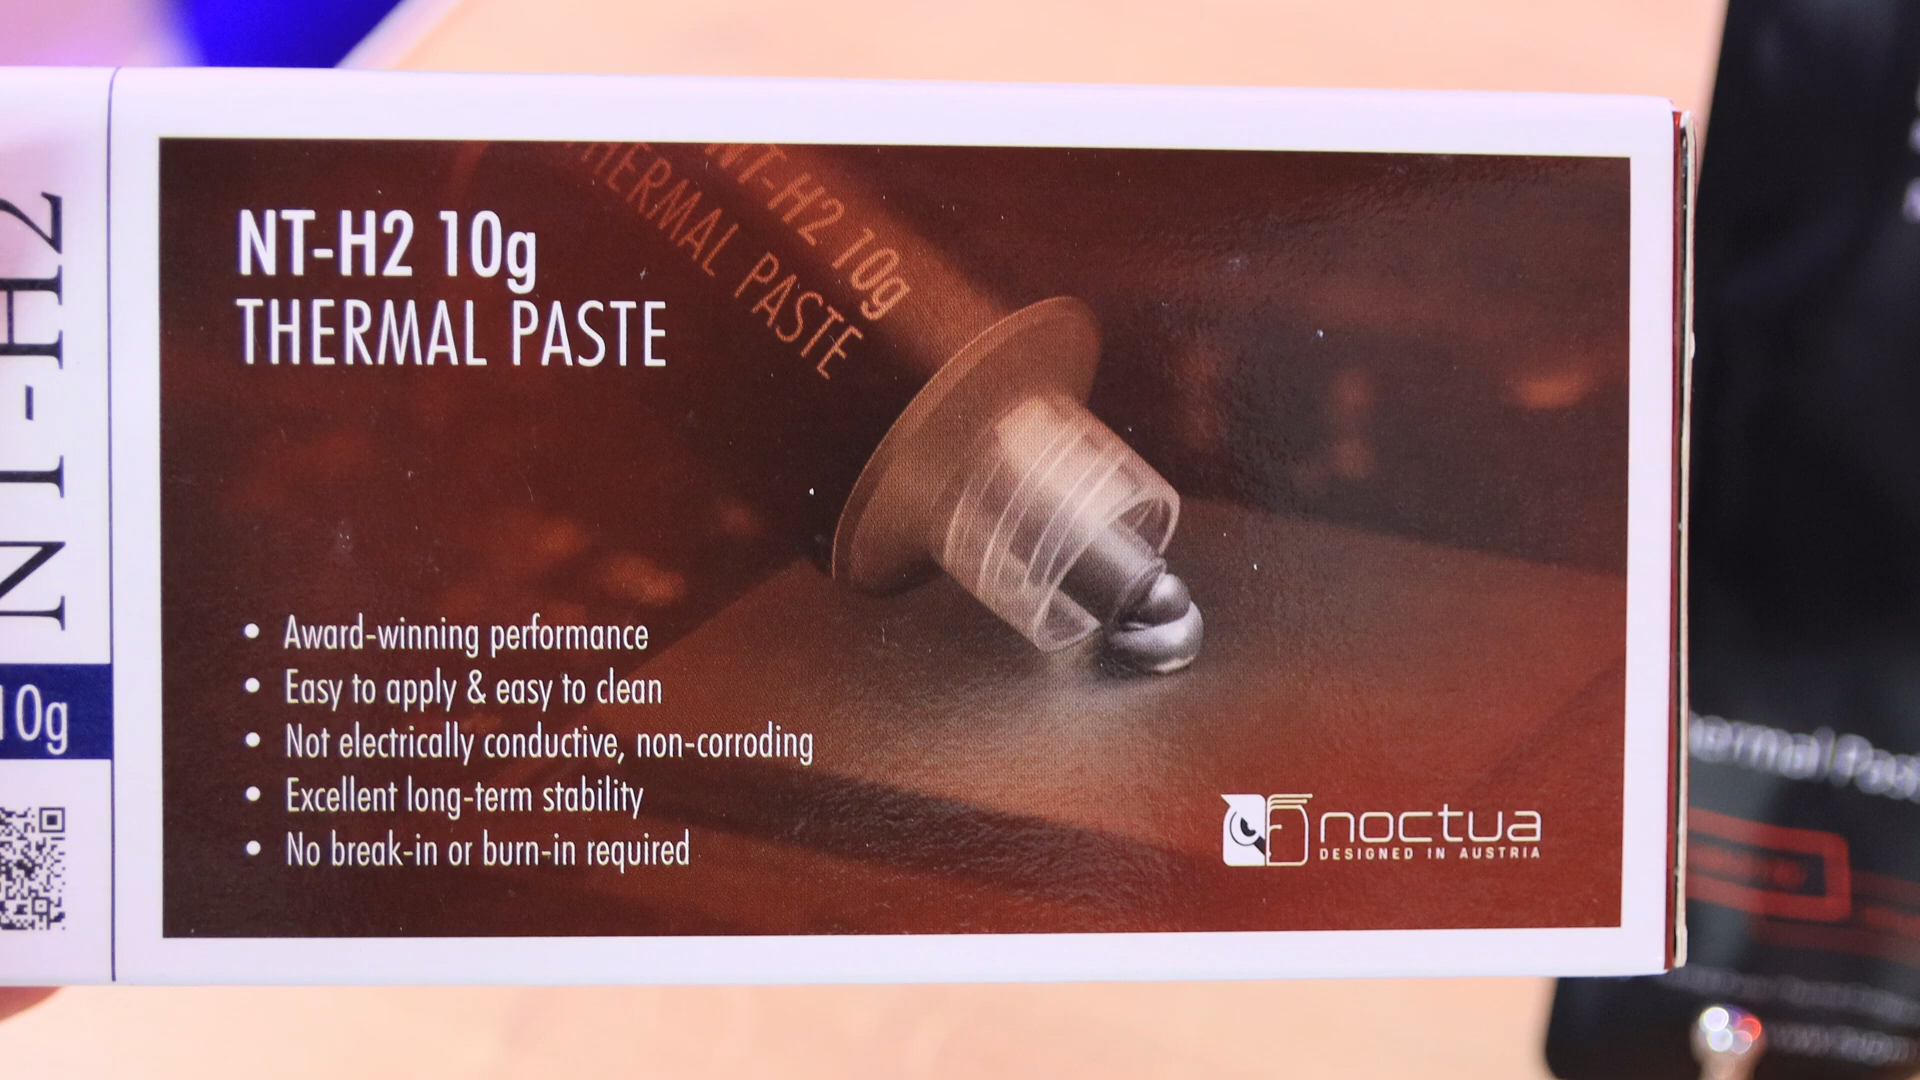 NT-H2
10g
NT-H2 10g
THERMAL PASTE
NT-H2 10g
THERMAL PASTE
• Award-winning performance
• Easy to apply & easy to clean
• Not electrically conductive, non-corroding
• Excellent long-term stability
• No break-in or burn-in required
noctua
DESIGNED IN AUSTRIA